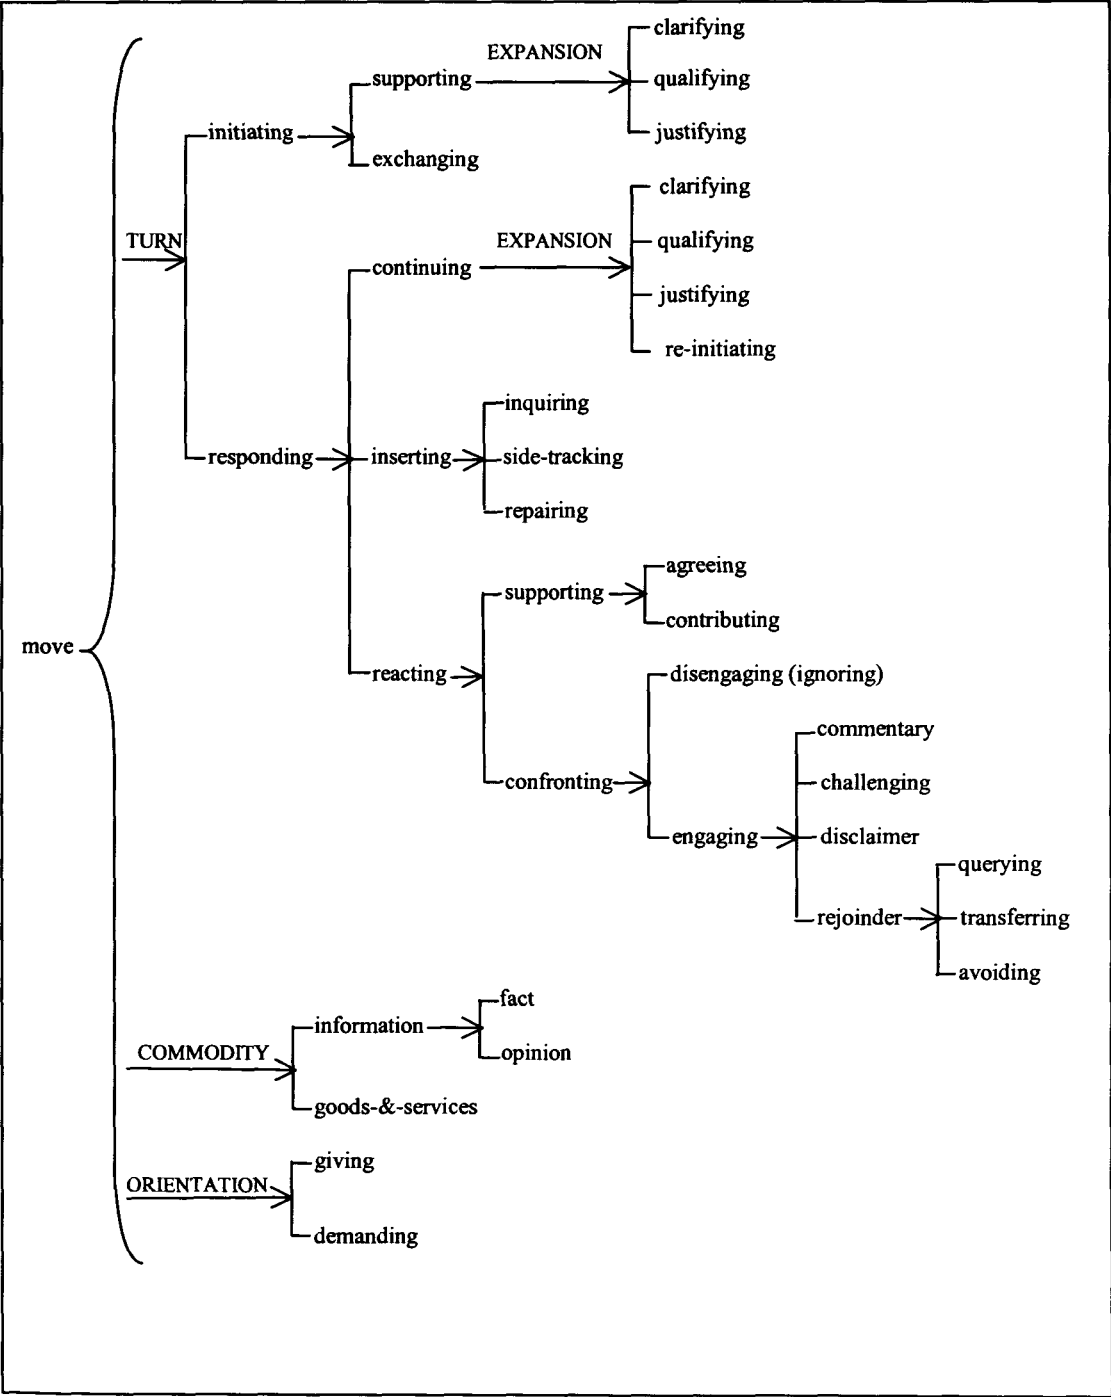 clarifying
EXPANSION
supporting
qualifying
initiating
justifying
exchanging
clarifying
TURN
EXPANSION
qualifying
continuing
justifying
re-initiating
inquiring
responding
inserting
side-tracking
repairing
agreeing
supporting
contributing
move
reacting
disengaging (ignoring)
commentary
confronting
challenging
engaging
disclaimer
querying
rejoinder
transferring
avoiding
fact
information
COMMODITY
opinion
goods-&-services
giving
ORIENTATION
demanding